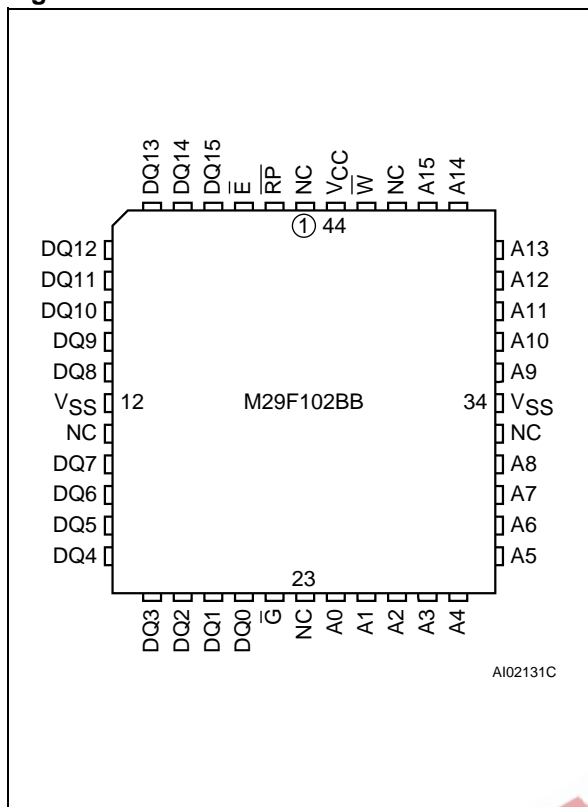 DQ13 DQ14 DQ15 E̅ R̅P̅ NC VCC W̅ NC A15 A14
1 44
DQ12 A13
DQ11 A12
DQ10 A11
DQ9 A10
DQ8 A9
VSS 12 M29F102BB 34 VSS
NC NC
DQ7 A8
DQ6 A7
DQ5 A6
DQ4 A5
23
DQ3 DQ2 DQ1 DQ0 G̅ NC A0 A1 A2 A3 A4
AI02131C